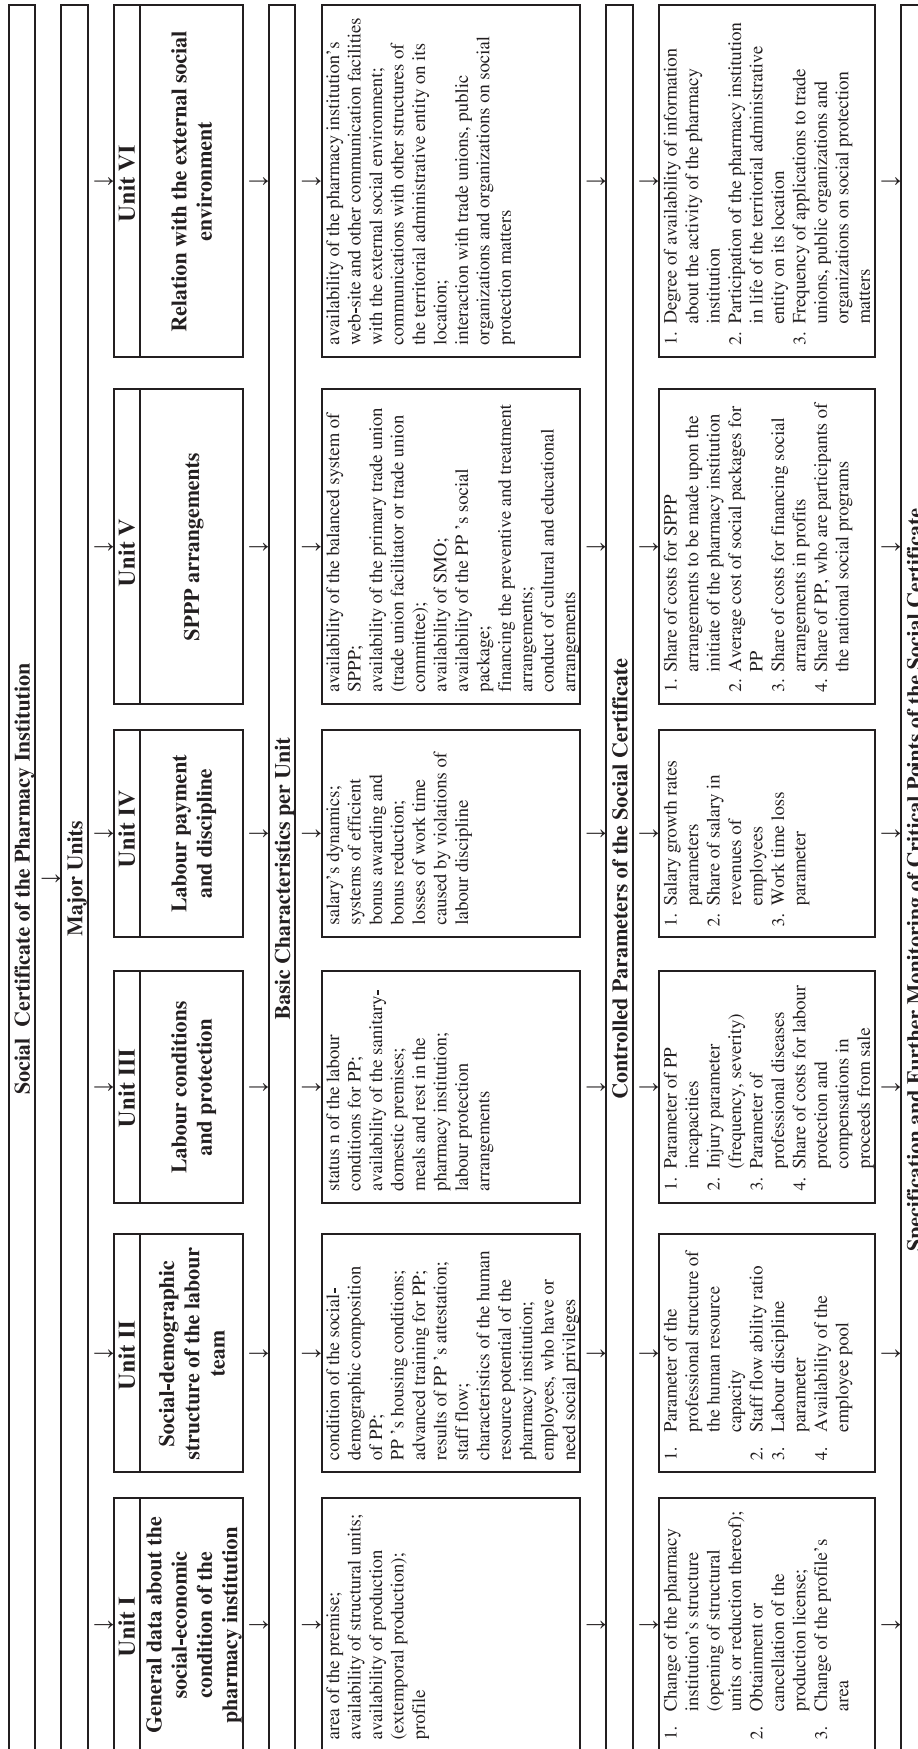 Social Certificate of the Pharmacy Institution
Major Units
Unit I
General data about the
social-economic
condition of the
pharmacy institution
Unit II
Social-demographic
structure of the labour
team
Unit III
Labour conditions
and protection
Unit IV
Labour payment
and discipline
Unit V
SPPP arrangements
Unit VI
Relation with the external social
environment
Basic Characteristics per Unit
area of the premise;
availability of structural units;
availability of production
(extemporal production);
profile
condition of the social-
demographic composition
of PP;
PP 's housing conditions;
advanced training for PP;
results of PP 's attestation;
staff flow;
characteristics of the human
resource potential of the
pharmacy institution;
employees, who have or
need social privileges
status n of the labour
conditions for PP;
availability of the sanitary-
domestic premises;
meals and rest in the
pharmacy institution;
labour protection
arrangements
salary's dynamics;
systems of efficient
bonus awarding and
bonus reduction;
losses of work time
caused by violations of
labour discipline
availability of the balanced system of
SPPP;
availability of the primary trade union
(trade union facilitator or trade union
committee);
availability of SMO;
availability of the PP 's social
package;
financing the preventive and treatment
arrangements;
conduct of cultural and educational
arrangements
availability of the pharmacy institution's
web-site and other communication facilities
with the external social environment;
communications with other structures of
the territorial administrative entity on its
location;
interaction with trade unions, public
organizations and organizations on social
protection matters
Controlled Parameters of the Social Certificate
1. Change of the pharmacy
institution's structure
(opening of structural
units or reduction thereof);
2. Obtainment or
cancellation of the
production license;
3. Change of the profile's
area
1. Parameter of the
professional structure of
the human resource
capacity
2. Staff flow ability ratio
3. Labour discipline
parameter
4. Availability of the
employee pool
1. Parameter of PP
incapacities
2. Injury parameter
(frequency, severity)
3. Parameter of
professional diseases
4. Share of costs for labour
protection and
compensations in
proceeds from sale
1. Salary growth rates
parameters
2. Share of salary in
revenues of
employees
3. Work time loss
parameter
1. Share of costs for SPPP
arrangements to be made upon the
initiate of the pharmacy institution
2. Average cost of social packages for
PP
3. Share of costs for financing social
arrangements in profits
4. Share of PP, who are participants of
the national social programs
1. Degree of availability of information
about the activity of the pharmacy
institution
2. Participation of the pharmacy institution
in life of the territorial administrative
entity on its location
3. Frequency of applications to trade
unions, public organizations and
organizations on social protection
matters
Specification and Further Monitoring of Critical Points of the Social Certificate